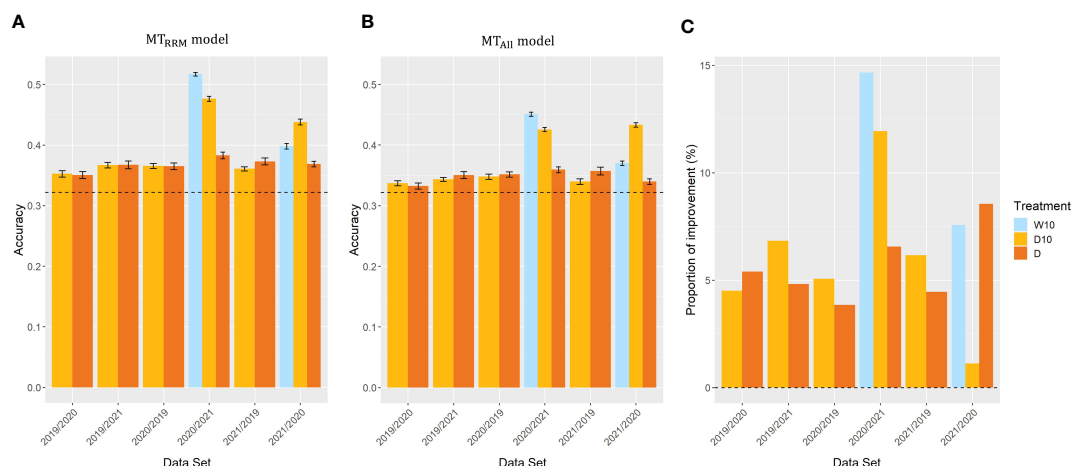 A
MT_RRM model
Accuracy
0.5
0.4
0.3
0.2
0.1
0.0
2019/2020
2019/2021
2020/2019
2020/2021
2021/2019
2021/2020
Data Set
B
MT_All model
Accuracy
0.5
0.4
0.3
0.2
0.1
0.0
2019/2020
2019/2021
2020/2019
2020/2021
2021/2019
2021/2020
Data Set
C
Proportion of improvement (%)
15
10
5
0
2019/2020
2019/2021
2020/2019
2020/2021
2021/2019
2021/2020
Data Set
Treatment
W10
D10
D